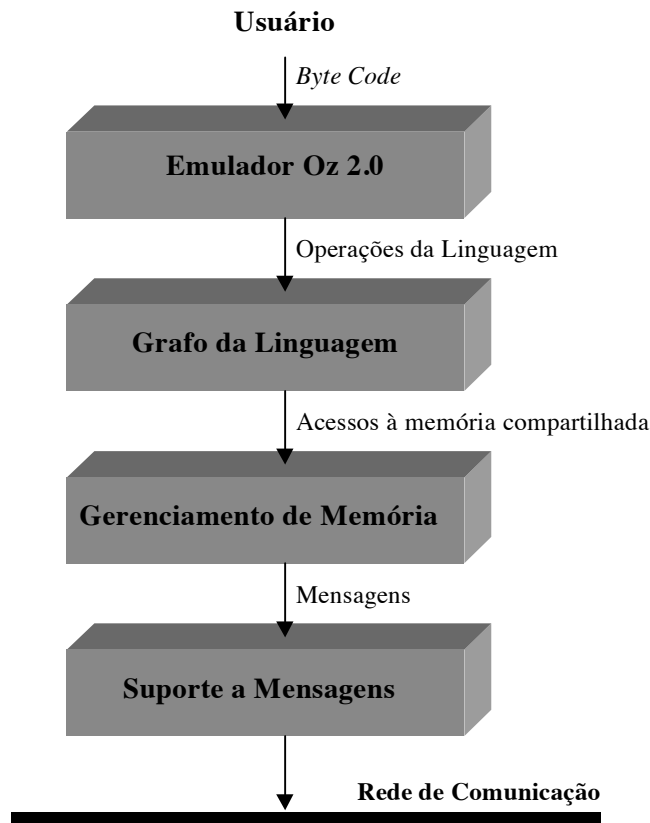 Usuário
Byte Code
Emulador Oz 2.0
Operações da Linguagem
Grafo da Linguagem
Acessos à memória compartilhada
Gerenciamento de Memória
Mensagens
Suporte a Mensagens
Rede de Comunicação